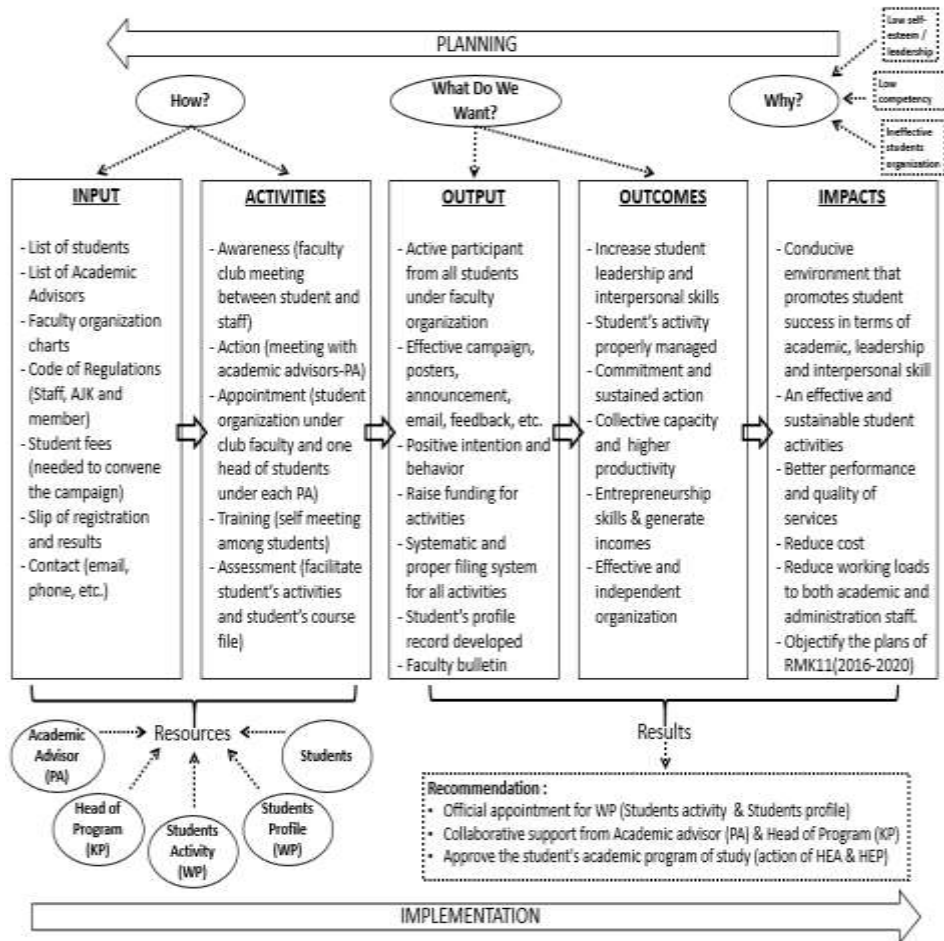 PLANNING
Low self-
esteem /
leadership
How?
What Do We
Want?
Why?
Low
competency
Ineffective
students
organization
INPUT
- List of students
- List of Academic
Advisors
- Faculty organization
charts
- Code of Regulations
(Staff, AJK and
member)
- Student fees
(needed to convene
the campaign)
- Slip of registration
and results
- Contact (email,
phone, etc.)
ACTIVITIES
- Awareness (faculty
club meeting
between student and
staff)
- Action (meeting with
academic advisors-PA)
- Appointment (student
organization under
club faculty and one
head of students
under each PA)
- Training (self meeting
among students)
- Assessment (facilitate
student's activities
and student's course
file)
OUTPUT
- Active participant
from all students
under faculty
organization
- Effective campaign,
posters,
announcement,
email, feedback, etc.
- Positive intention and
behavior
- Raise funding for
activities
- Systematic and
proper filing system
for all activities
- Student's profile
record developed
- Faculty bulletin
OUTCOMES
- Increase student
leadership and
interpersonal skills
- Student's activity
properly managed
- Commitment and
sustained action
- Collective capacity
and higher
productivity
- Entrepreneurship
skills & generate
incomes
- Effective and
independent
organization
IMPACTS
- Conducive
environment that
promotes student
success in terms of
academic, leadership
and interpersonal skill
- An effective and
sustainable student
activities
- Better performance
and quality of
services
- Reduce cost
- Reduce working loads
to both academic and
administration staff.
- Objectify the plans of
RMK11(2016-2020)
Academic
Advisor
(PA)
Resources
Students
Head of
Program
(KP)
Students
Activity
(WP)
Students
Profile
(WP)
Results
Recommendation :
• Official appointment for WP (Students activity & Students profile)
• Collaborative support from Academic advisor (PA) & Head of Program (KP)
• Approve the student's academic program of study (action of HEA & HEP)
IMPLEMENTATION